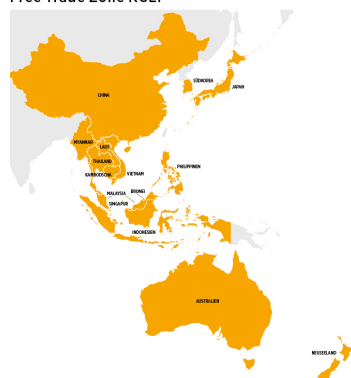 Free Trade Zone RCEP
SÜDKOREA
JAPAN
CHINA
MYANMAR
LAOS
THAILAND
PHILIPPINEN
KAMBODSCHA
VIETNAM
MALAYSIA
BRUNEI
SINGAPUR
INDONESIEN
AUSTRALIEN
NEUSEELAND